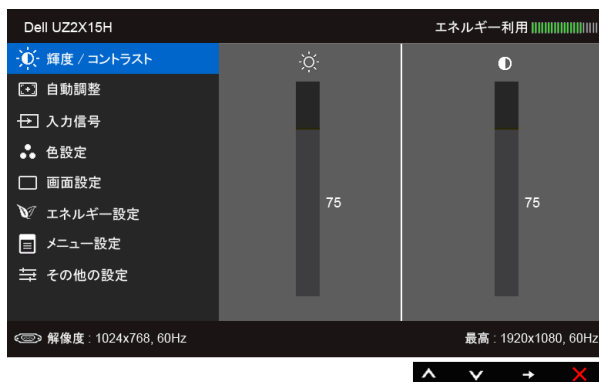 Dell UZ2X15H
エネルギー利用
輝度 / コントラスト
自動調整
入力信号
色設定
画面設定
エネルギー設定
メニュー設定
その他の設定
75
75
解像度 : 1024x768, 60Hz
最高 : 1920x1080, 60Hz